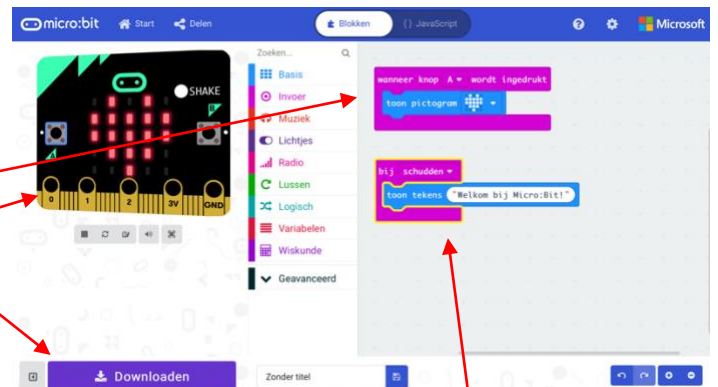 micro:bit Start Delen Blokken {} JavaScript Microsoft
Zoeken...
SHAKE
B
A
0 1 2 3V GND
Basis
Invoer
Muziek
Lichtjes
Radio
Lussen
Logisch
Variabelen
Wiskunde
Geavanceerd
wanneer knop A wordt ingedrukt
toon pictogram
bij schudden
toon tekens "Welkom bij Micro:Bit!"
Downloaden
Zonder titel